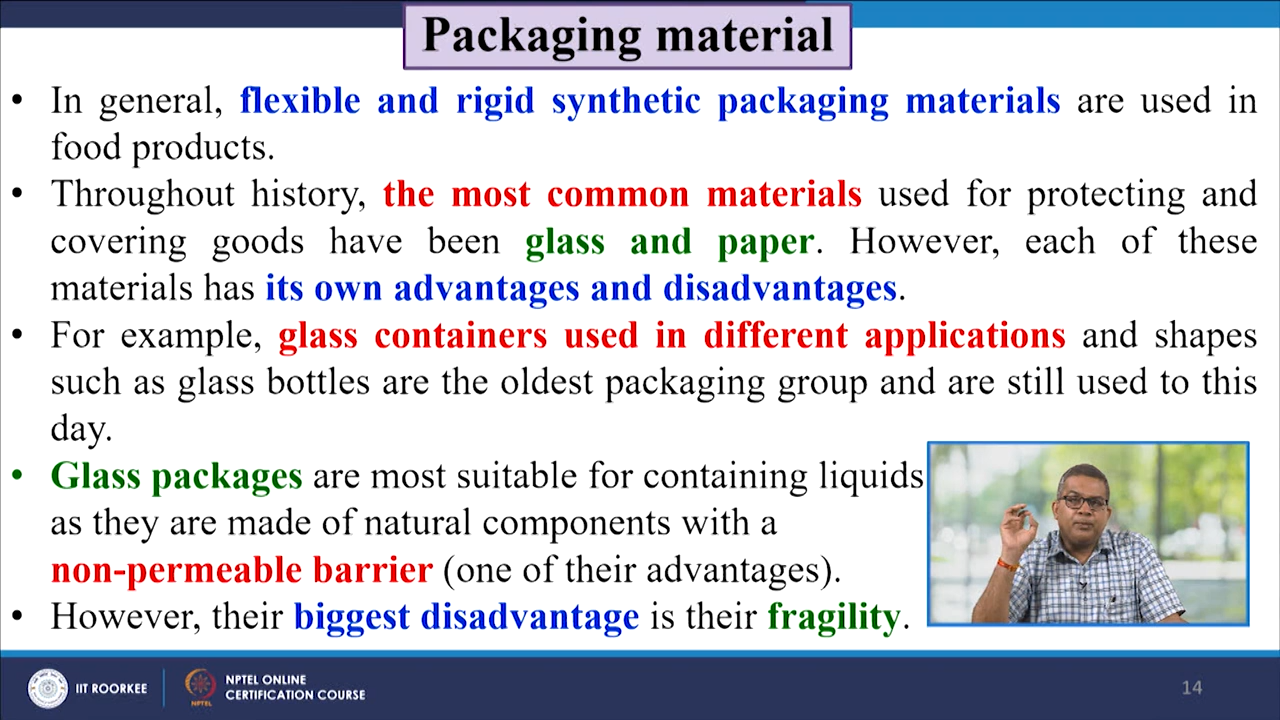 Packaging material
• In general, flexible and rigid synthetic packaging materials are used in
food products.
• Throughout history, the most common materials used for protecting and
covering goods have been glass and paper. However, each of these
materials has its own advantages and disadvantages.
• For example, glass containers used in different applications and shapes
such as glass bottles are the oldest packaging group and are still used to this
day.
• Glass packages are most suitable for containing liquids
as they are made of natural components with a
non-permeable barrier (one of their advantages).
• However, their biggest disadvantage is their fragility.
IIT ROORKEE
NPTEL
NPTEL ONLINE
CERTIFICATION COURSE
14